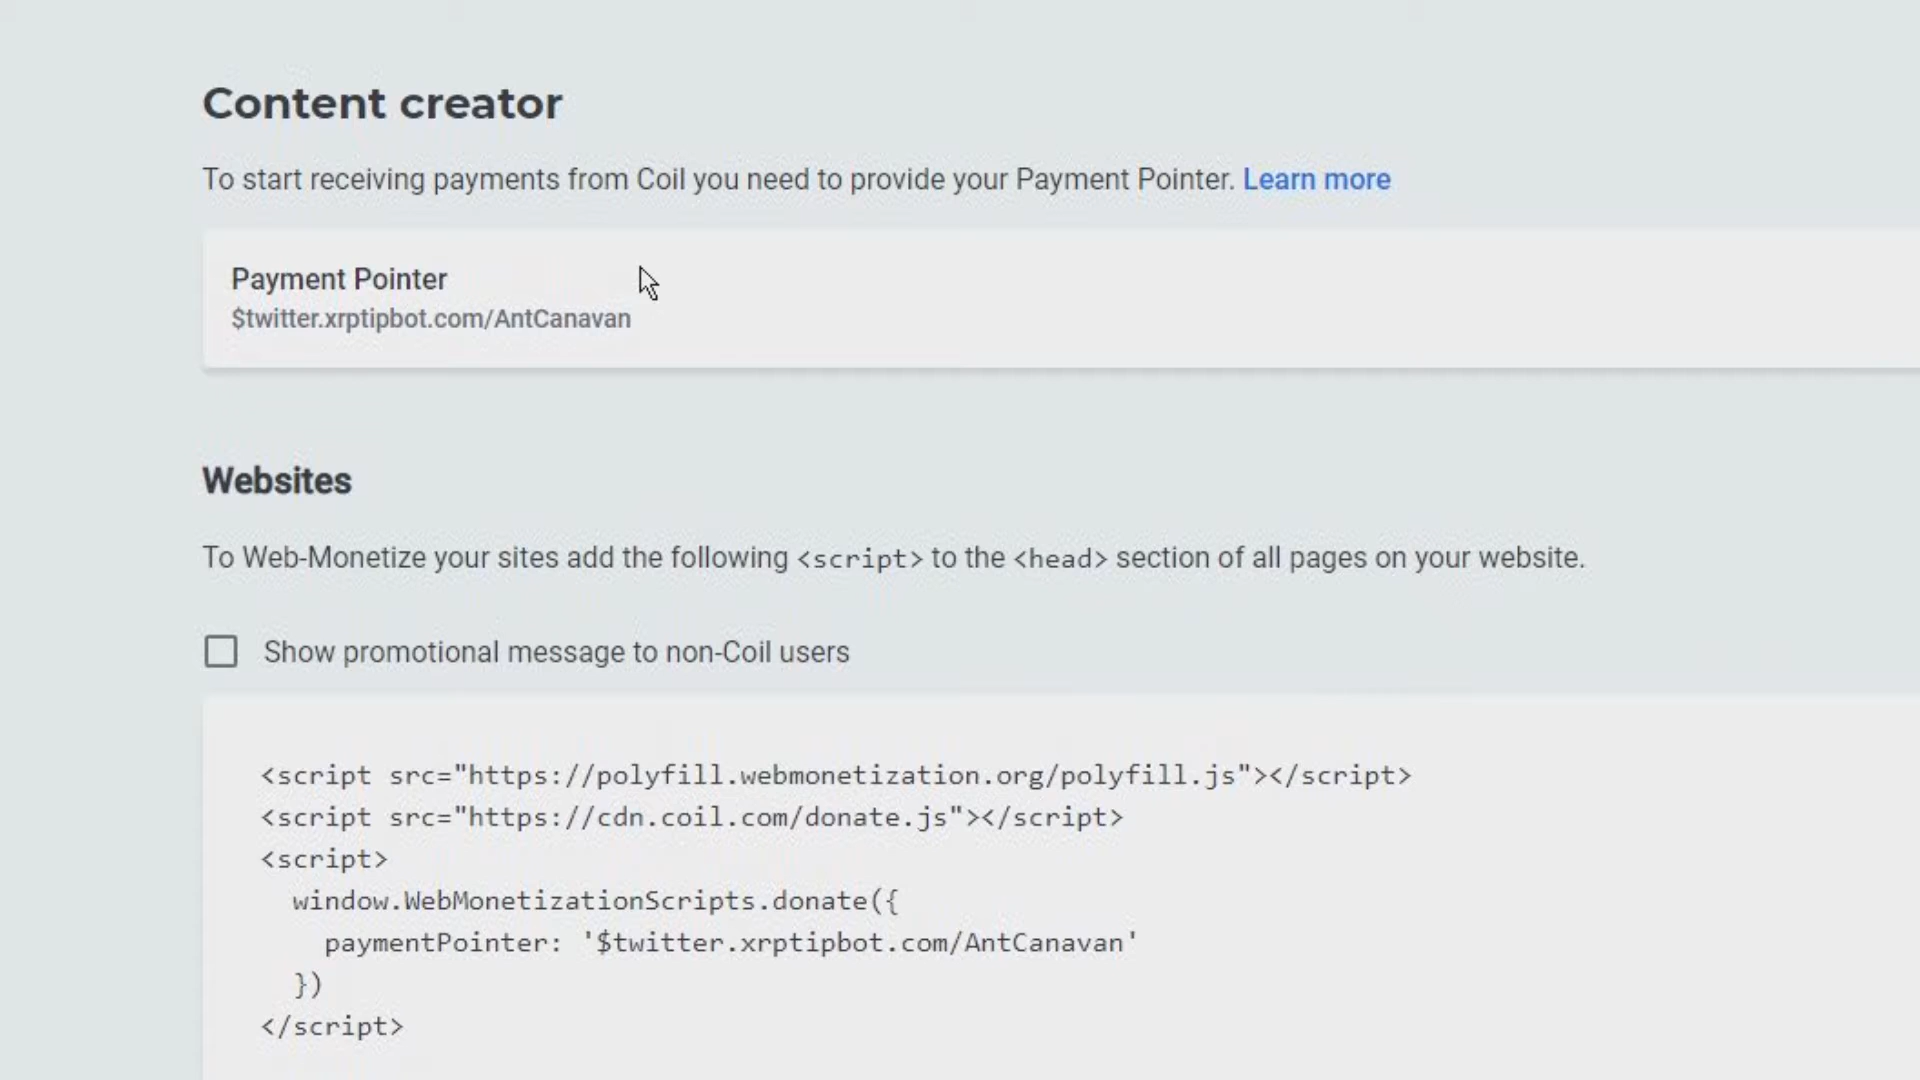 Content creator
To start receiving payments from Coil you need to provide your Payment Pointer. Learn more
Payment Pointer
$twitter.xrptipbot.com/AntCanavan
Websites
To Web-Monetize your sites add the following <script> to the <head> section of all pages on your website.
Show promotional message to non-Coil users
<script src="https://polyfill.webmonetization.org/polyfill.js"></script>
<script src="https://cdn.coil.com/donate.js"></script>
<script>
  window.WebMonetizationScripts.donate({
    paymentPointer: '$twitter.xrptipbot.com/AntCanavan'
  })
</script>